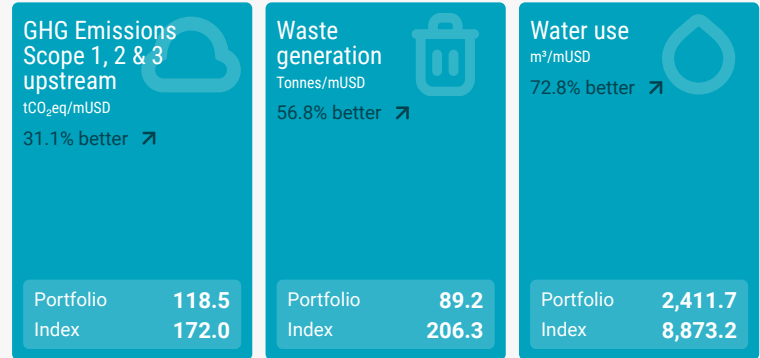 GHG Emissions
Scope 1, 2 & 3
upstream
tCO₂eq/mUSD
31.1% better
Portfolio 118.5
Index 172.0
Waste
generation
Tonnes/mUSD
56.8% better
Portfolio 89.2
Index 206.3
Water use
m³/mUSD
72.8% better
Portfolio 2,411.7
Index 8,873.2